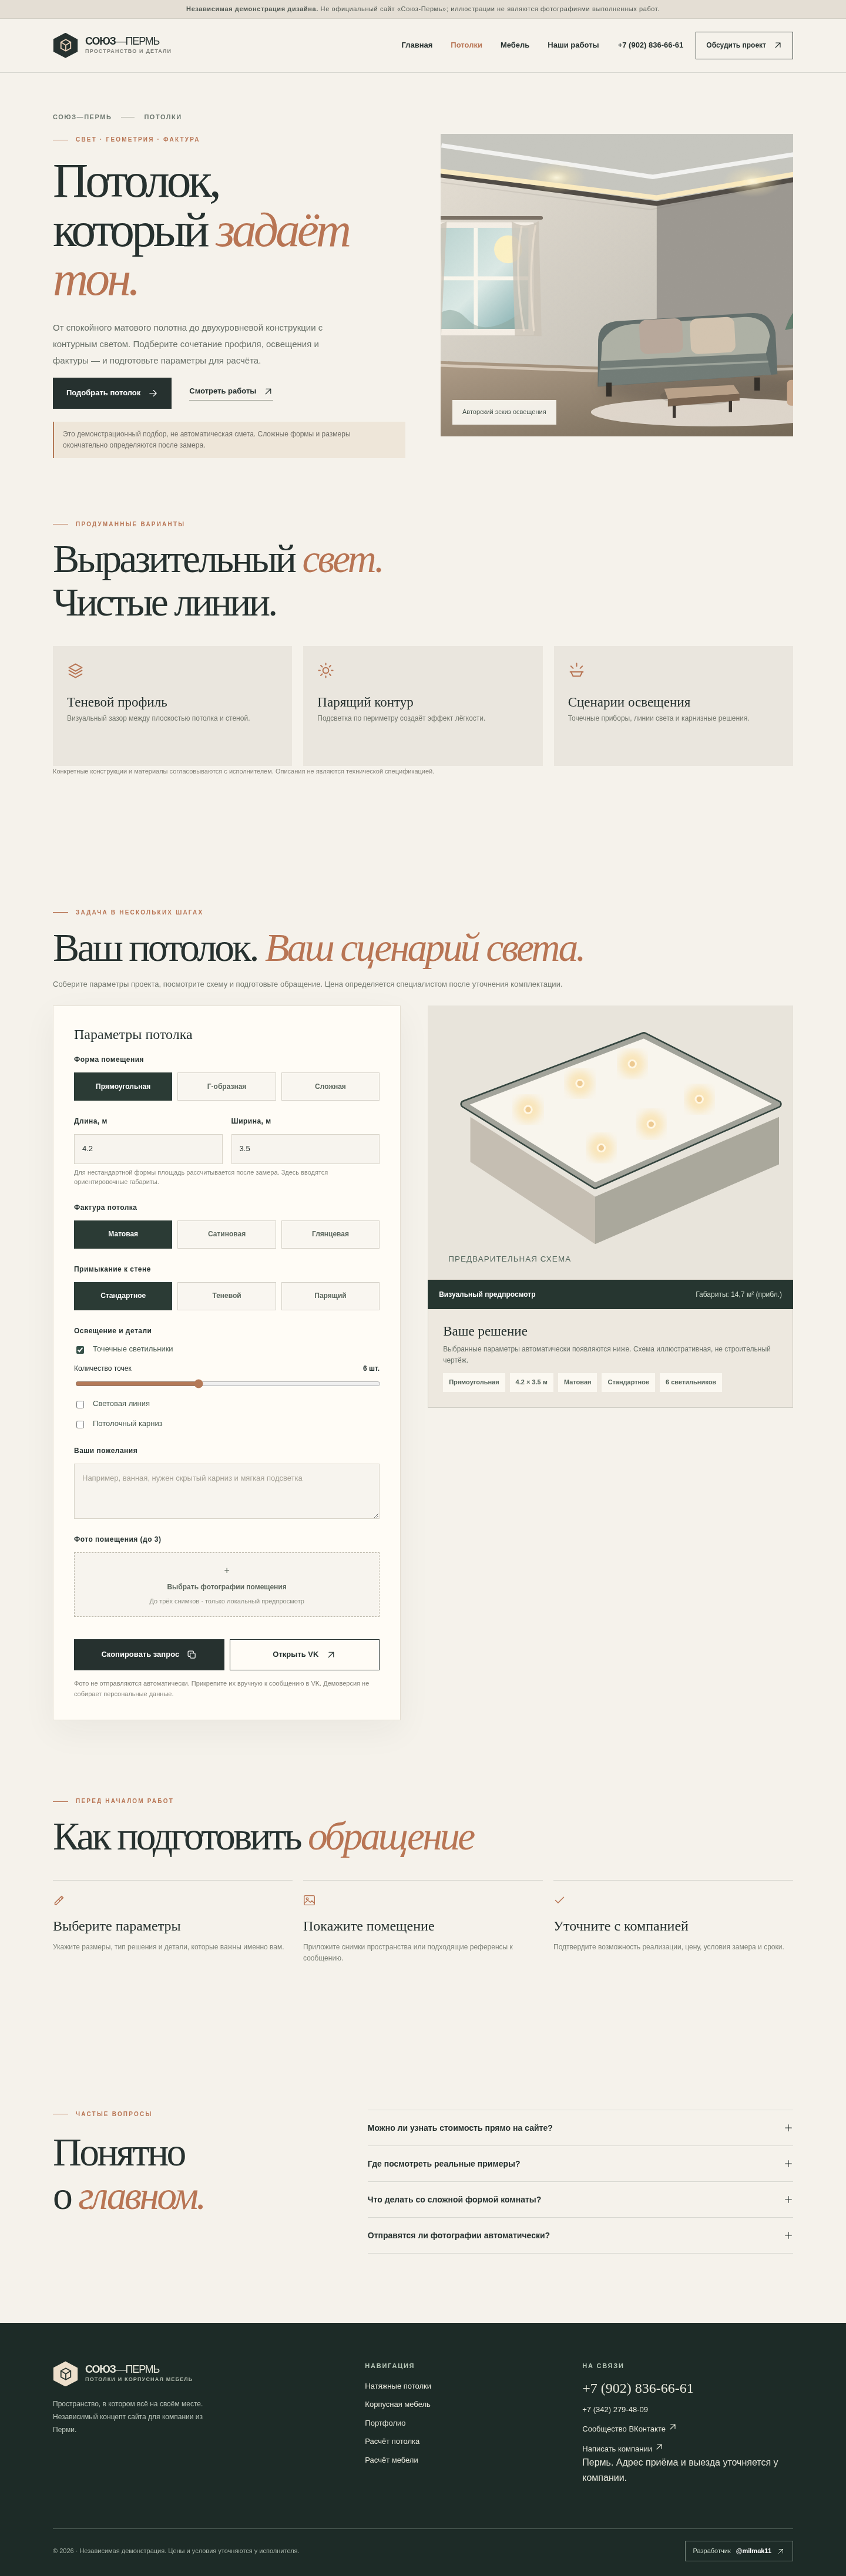 Независимая демонстрация дизайна. Не официальный сайт «Союз-Пермь»; иллюстрации не являются фотографиями выполненных работ.
СОЮЗ—ПЕРМЬ
ПРОСТРАНСТВО И ДЕТАЛИ
Главная Потолки Мебель Наши работы +7 (902) 836-66-61 Обсудить проект
СОЮЗ—ПЕРМЬ — ПОТОЛКИ
СВЕТ · ГЕОМЕТРИЯ · ФАКТУРА
Потолок,
который задаёт
тон.
От спокойного матового полотна до двухуровневой конструкции с
контурным светом. Подберите сочетание профиля, освещения и
фактуры — и подготовьте параметры для расчёта.
Подобрать потолок Смотреть работы
Это демонстрационный подбор, не автоматическая смета. Сложные формы и размеры
окончательно определяются после замера.
Авторский эскиз освещения
ПРОДУМАННЫЕ ВАРИАНТЫ
Выразительный свет.
Чистые линии.
Теневой профиль
Визуальный зазор между плоскостью потолка и стеной.
Парящий контур
Подсветка по периметру создаёт эффект лёгкости.
Сценарии освещения
Точечные приборы, линии света и карнизные решения.
Конкретные конструкции и материалы согласовываются с исполнителем. Описания не являются технической спецификацией.
ЗАДАЧА В НЕСКОЛЬКИХ ШАГАХ
Ваш потолок. Ваш сценарий света.
Соберите параметры проекта, посмотрите схему и подготовьте обращение. Цена определяется специалистом после уточнения комплектации.
Параметры потолка
Форма помещения
Прямоугольная Г-образная Сложная
Длина, м Ширина, м
4.2 3.5
Для нестандартной формы площадь рассчитывается после замера. Здесь вводятся
ориентировочные габариты.
Фактура потолка
Матовая Сатиновая Глянцевая
Примыкание к стене
Стандартное Теневой Парящий
Освещение и детали
Точечные светильники
Количество точек 6 шт.
Световая линия
Потолочный карниз
Ваши пожелания
Например, ванная, нужен скрытый карниз и мягкая подсветка
Фото помещения (до 3)
+
Выбрать фотографии помещения
До трёх снимков · только локальный предпросмотр
Скопировать запрос Открыть VK
Фото не отправляются автоматически. Прикрепите их вручную к сообщению в VK. Демоверсия не
собирает персональные данные.
ПРЕДВАРИТЕЛЬНАЯ СХЕМА
Визуальный предпросмотр Габариты: 14,7 м² (прибл.)
Ваше решение
Выбранные параметры автоматически появляются ниже. Схема иллюстративная, не строительный
чертёж.
Прямоугольная 4.2 × 3.5 м Матовая Стандартное 6 светильников
ПЕРЕД НАЧАЛОМ РАБОТ
Как подготовить обращение
Выберите параметры
Укажите размеры, тип решения и детали, которые важны именно вам.
Покажите помещение
Приложите снимки пространства или подходящие референсы к
сообщению.
Уточните с компанией
Подтвердите возможность реализации, цену, условия замера и сроки.
ЧАСТЫЕ ВОПРОСЫ
Понятно
о главном.
Можно ли узнать стоимость прямо на сайте? +
Где посмотреть реальные примеры? +
Что делать со сложной формой комнаты? +
Отправятся ли фотографии автоматически? +
СОЮЗ—ПЕРМЬ
ПОТОЛКИ И КОРПУСНАЯ МЕБЕЛЬ
Пространство, в котором всё на своём месте.
Независимый концепт сайта для компании из
Перми.
НАВИГАЦИЯ
Натяжные потолки
Корпусная мебель
Портфолио
Расчёт потолка
Расчёт мебели
НА СВЯЗИ
+7 (902) 836-66-61
+7 (342) 279-48-09
Сообщество ВКонтакте
Написать компании
Пермь. Адрес приёма и выезда уточняется у
компании.
© 2026 · Независимая демонстрация. Цены и условия уточняются у исполнителя.
Разработчик @milmak11